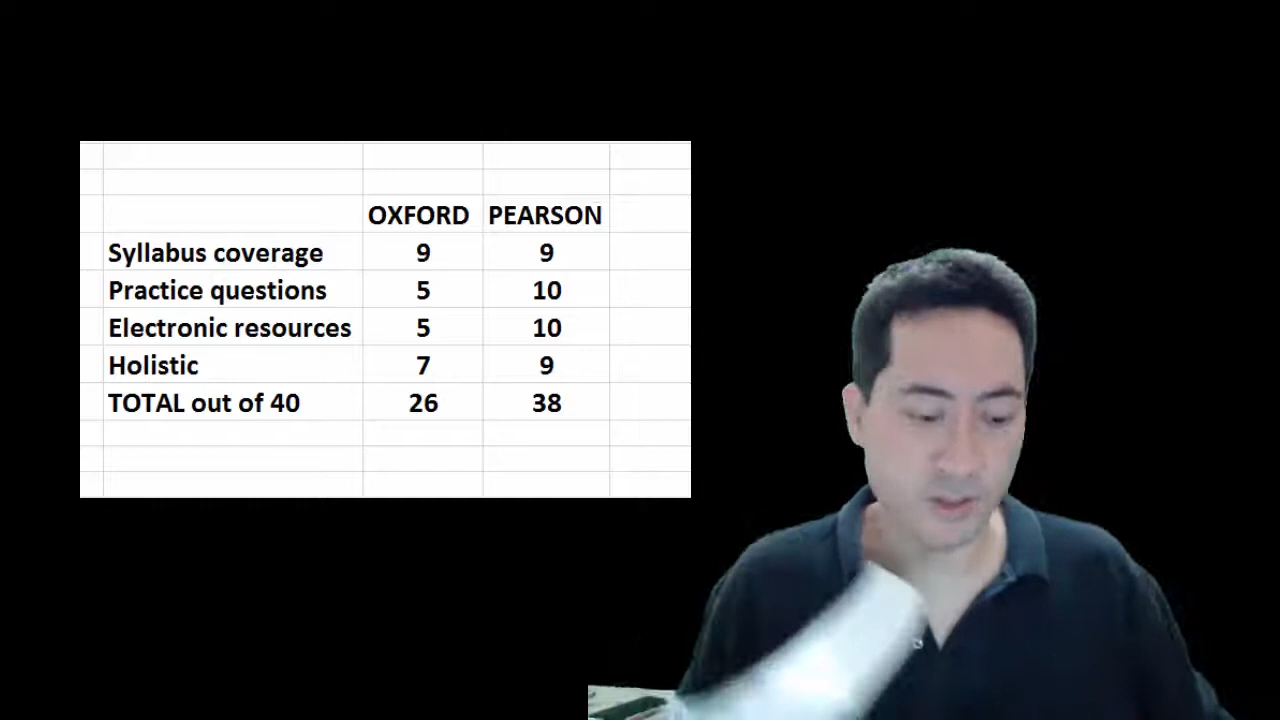 OXFORD PEARSON
Syllabus coverage 9 9
Practice questions 5 10
Electronic resources 5 10
Holistic 7 9
TOTAL out of 40 26 38